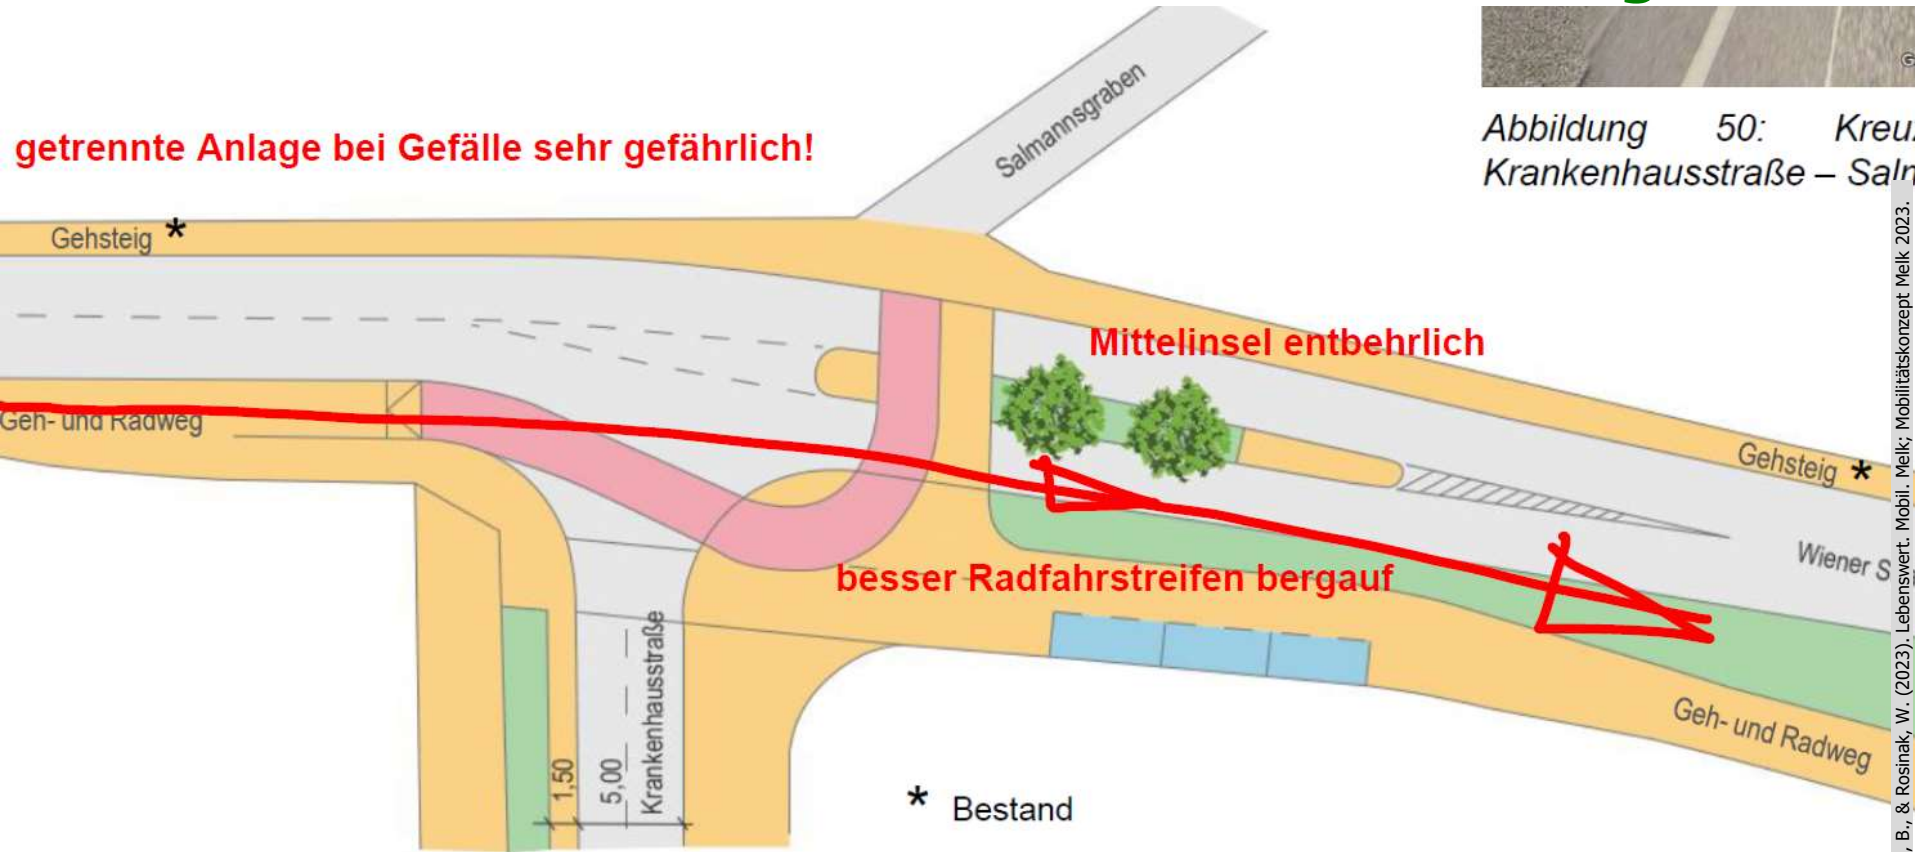 getrennte Anlage bei Gefälle sehr gefährlich!
Salmannsgraben
Abbildung 50:
Krankenhausstraße –
Gehsteig *
Mittelinsel entbehrlich
Geh- und Radweg
Gehsteig *
Wiener S
besser Radfahrstreifen bergauf
Krankenhausstraße
1,50
5,00
Geh- und Radweg
* Bestand
, B., & Rosinak, W. (2023). Lebenswert. Mobil. Melk; Mobilitätskonzept Melk 2023.